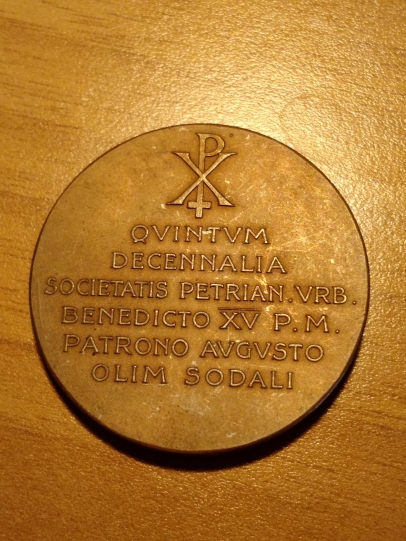 QVINTVM
DECENNALIA
SOCIETATIS PETRIAN. VRB.
BENEDICTO XV P. M.
PATRONO AVGVSTO
OLIM SODALI